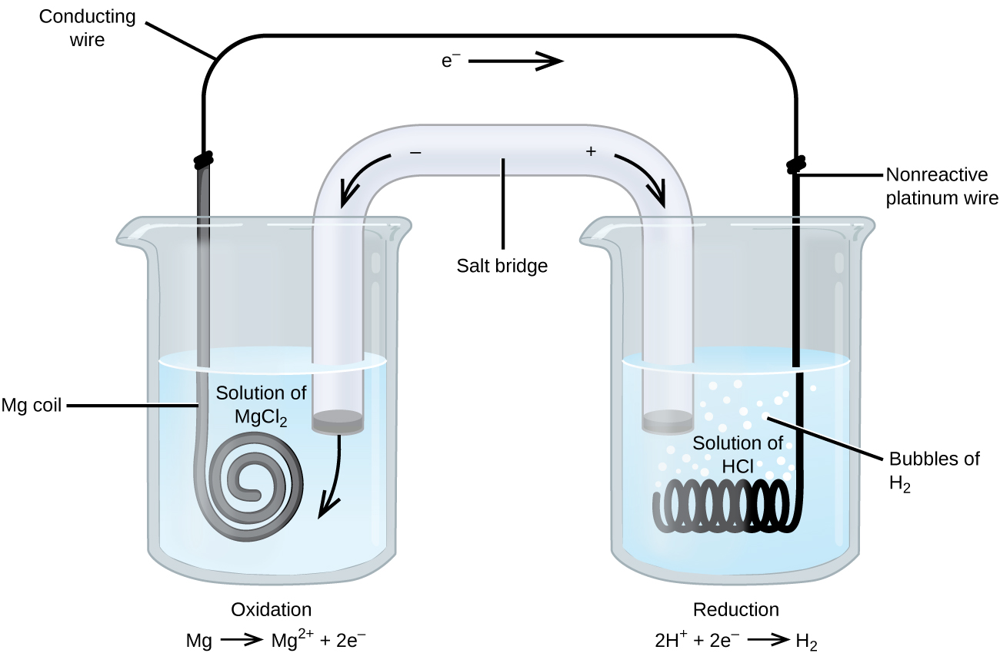 Conducting
wire
e⁻
−
+
Nonreactive
platinum wire
Salt bridge
Mg coil
Solution of
MgCl₂
Solution of
HCl
Bubbles of
H₂
Oxidation
Mg ⟶ Mg²⁺ + 2e⁻
Reduction
2H⁺ + 2e⁻ ⟶ H₂